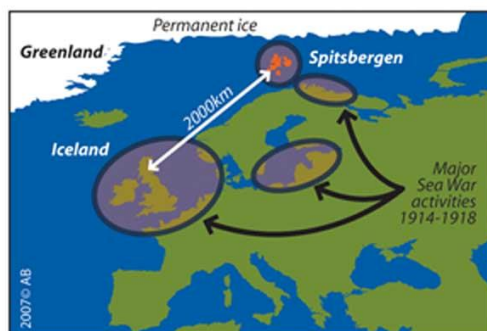 Permanent ice
Greenland
Spitsbergen
2000km
Iceland
Major
Sea War
activities
1914-1918
2007© AB